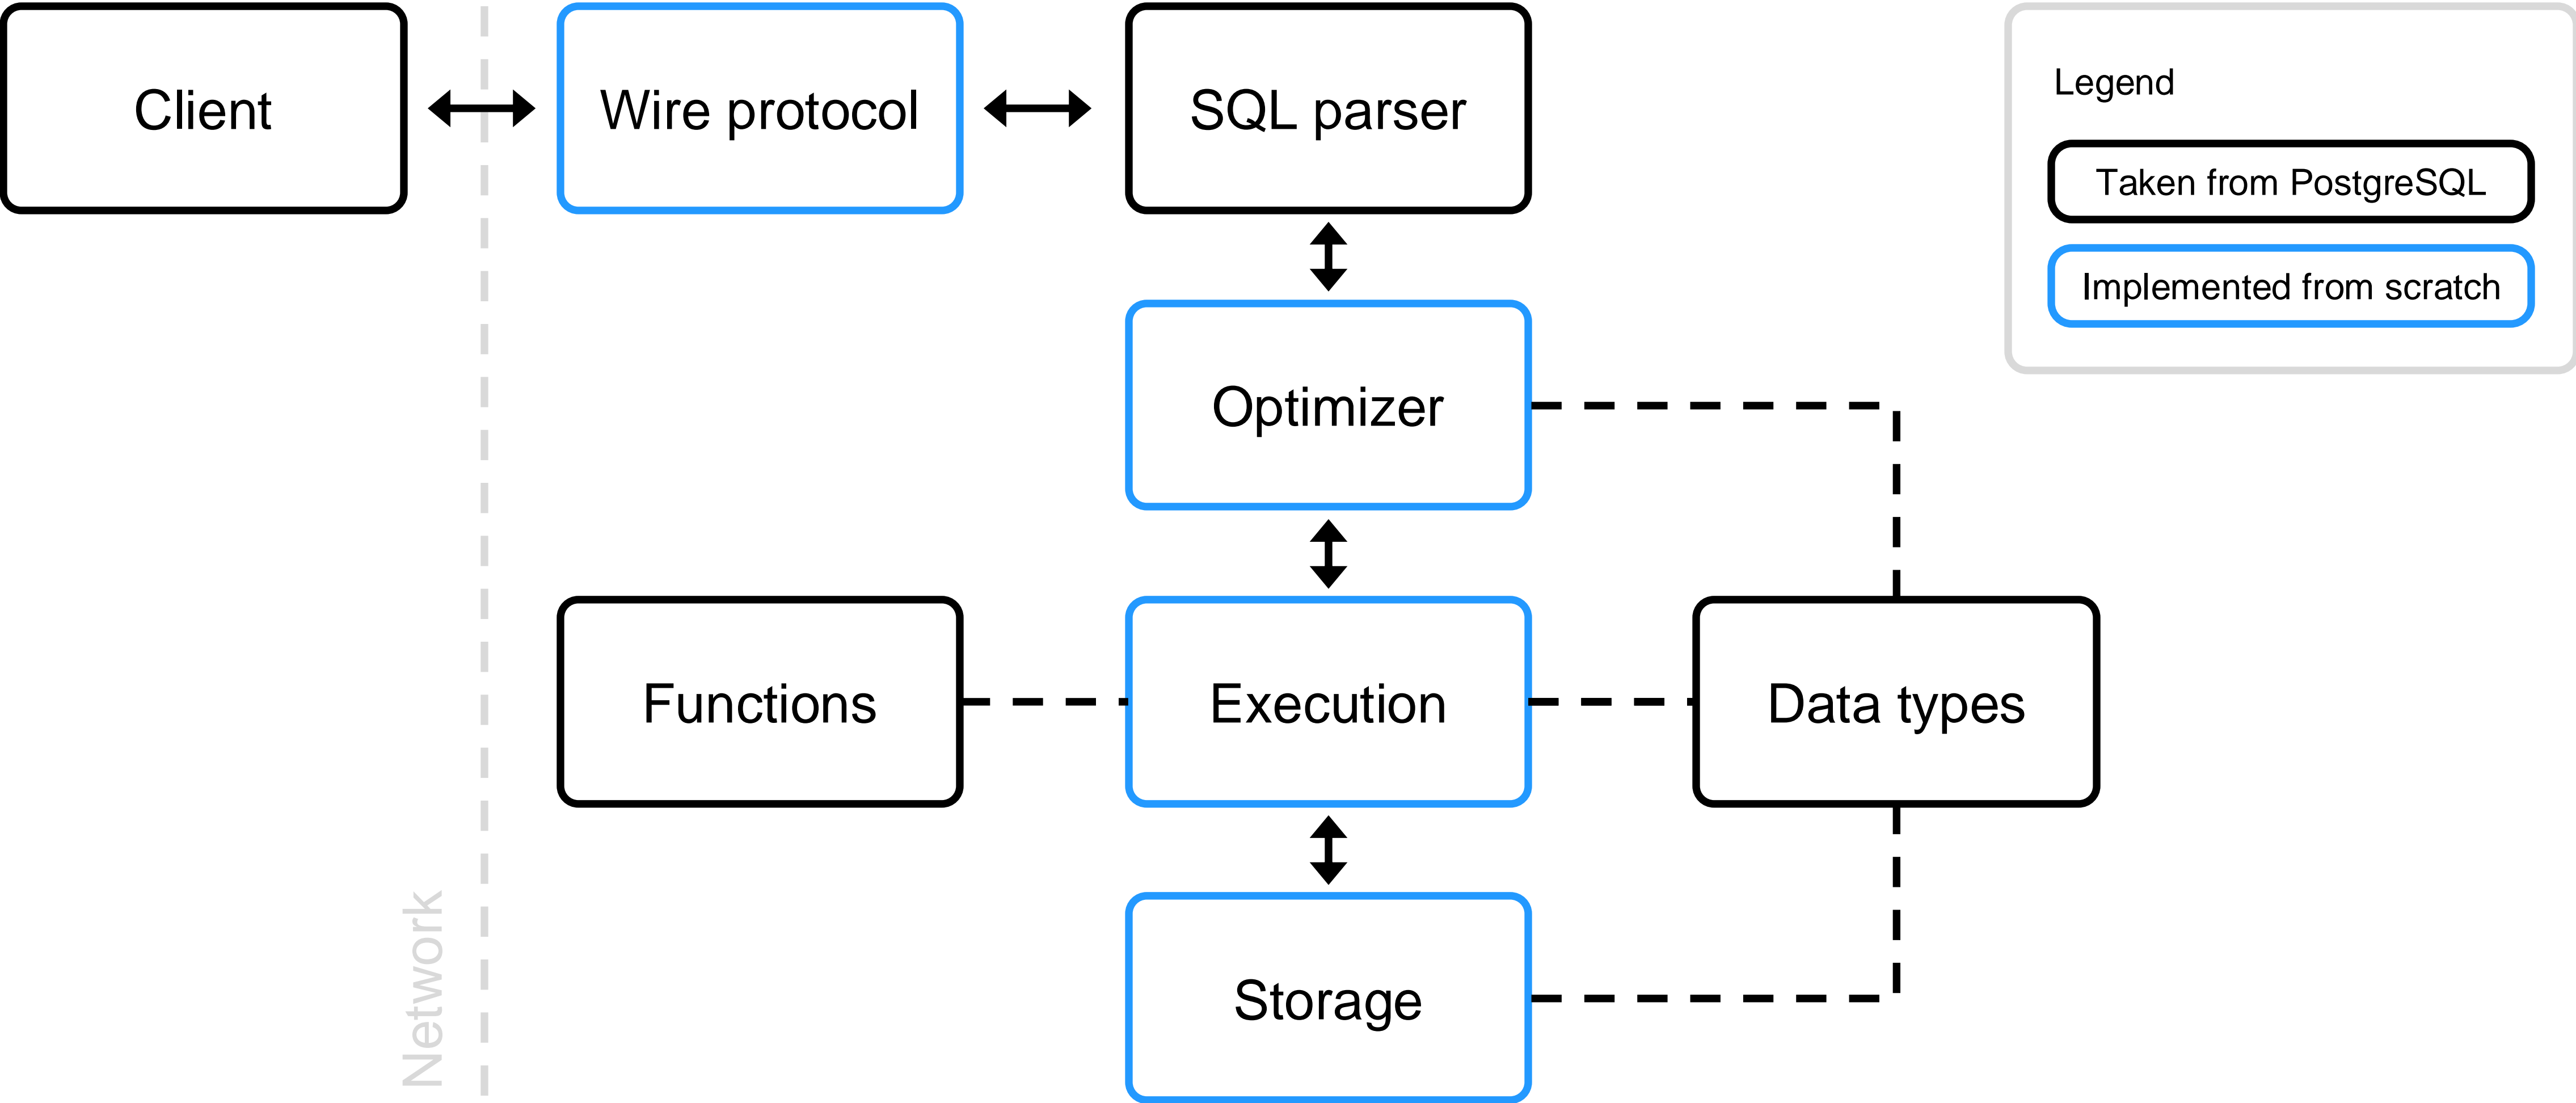 Client
Wire protocol
SQL parser
Legend
Taken from PostgreSQL
Implemented from scratch
Optimizer
Functions
Execution
Data types
Network
Storage